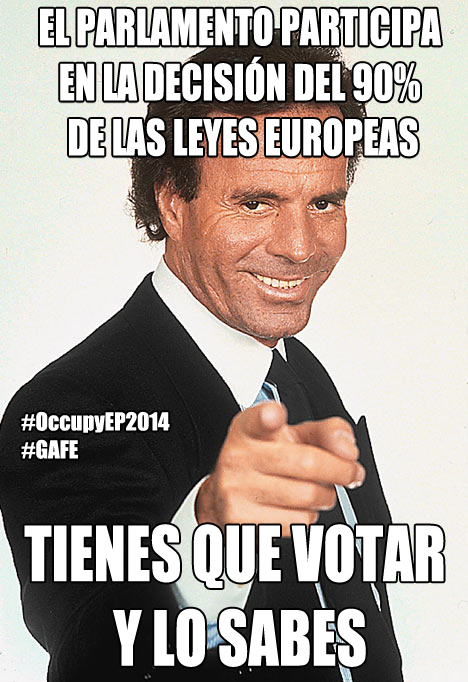 EL PARLAMENTO PARTICIPA
EN LA DECISIÓN DEL 90%
DE LAS LEYES EUROPEAS
#OccupyEP2014
#GAFE
TIENES QUE VOTAR
Y LO SABES